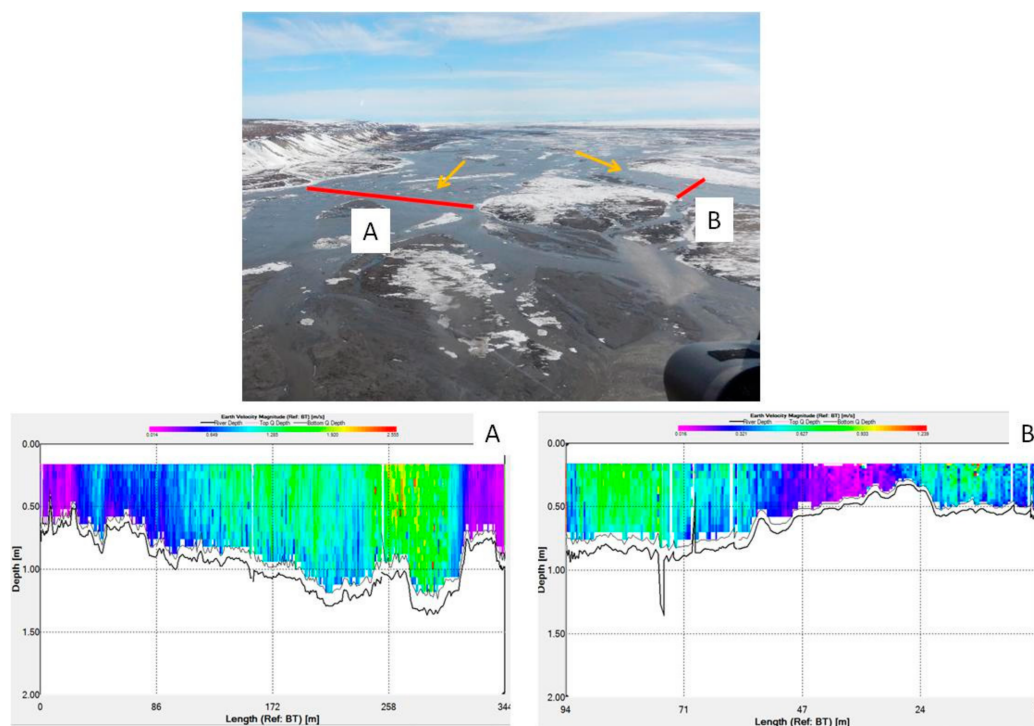 A
B
Earth Velocity Magnitude (Ref: BT) [m/s]
River Depth Top Q Depth Bottom Q Depth
0.014 0.649 1.285 1.920 2.555
A
0.00
0.50
1.00
1.50
2.00
Depth [m]
0 86 172 258 344
Length (Ref: BT) [m]
Earth Velocity Magnitude (Ref: BT) [m/s]
River Depth Top Q Depth Bottom Q Depth
0.016 0.321 0.627 0.933 1.239
B
0.00
0.50
1.00
1.50
2.00
Depth [m]
94 71 47 24
Length (Ref: BT) [m]